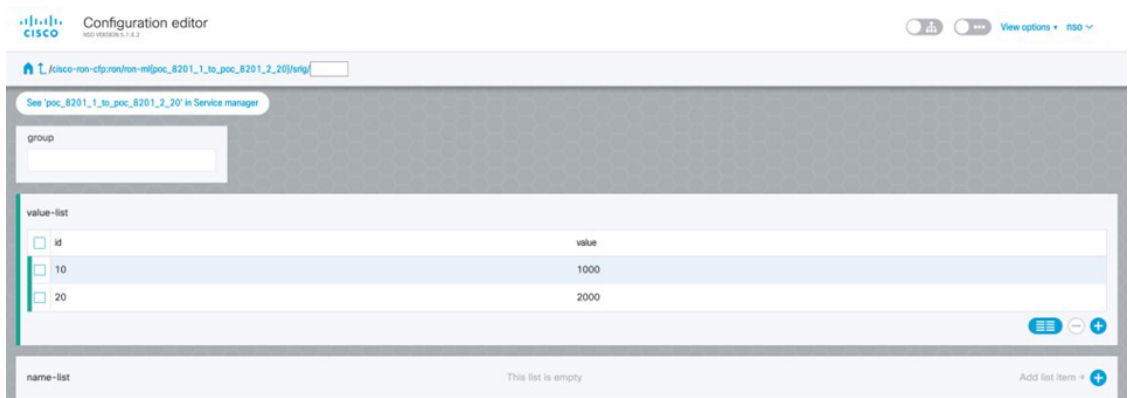 CISCO
Configuration editor
NSO VERSION 5.7.6.2
View options
nso
/cisco-ron-cfp:ron/ron-ml{poc_8201_1_to_poc_8201_2_20}/srlg/
See 'poc_8201_1_to_poc_8201_2_20' in Service manager
group
value-list
id value
10 1000
20 2000
name-list This list is empty Add list item